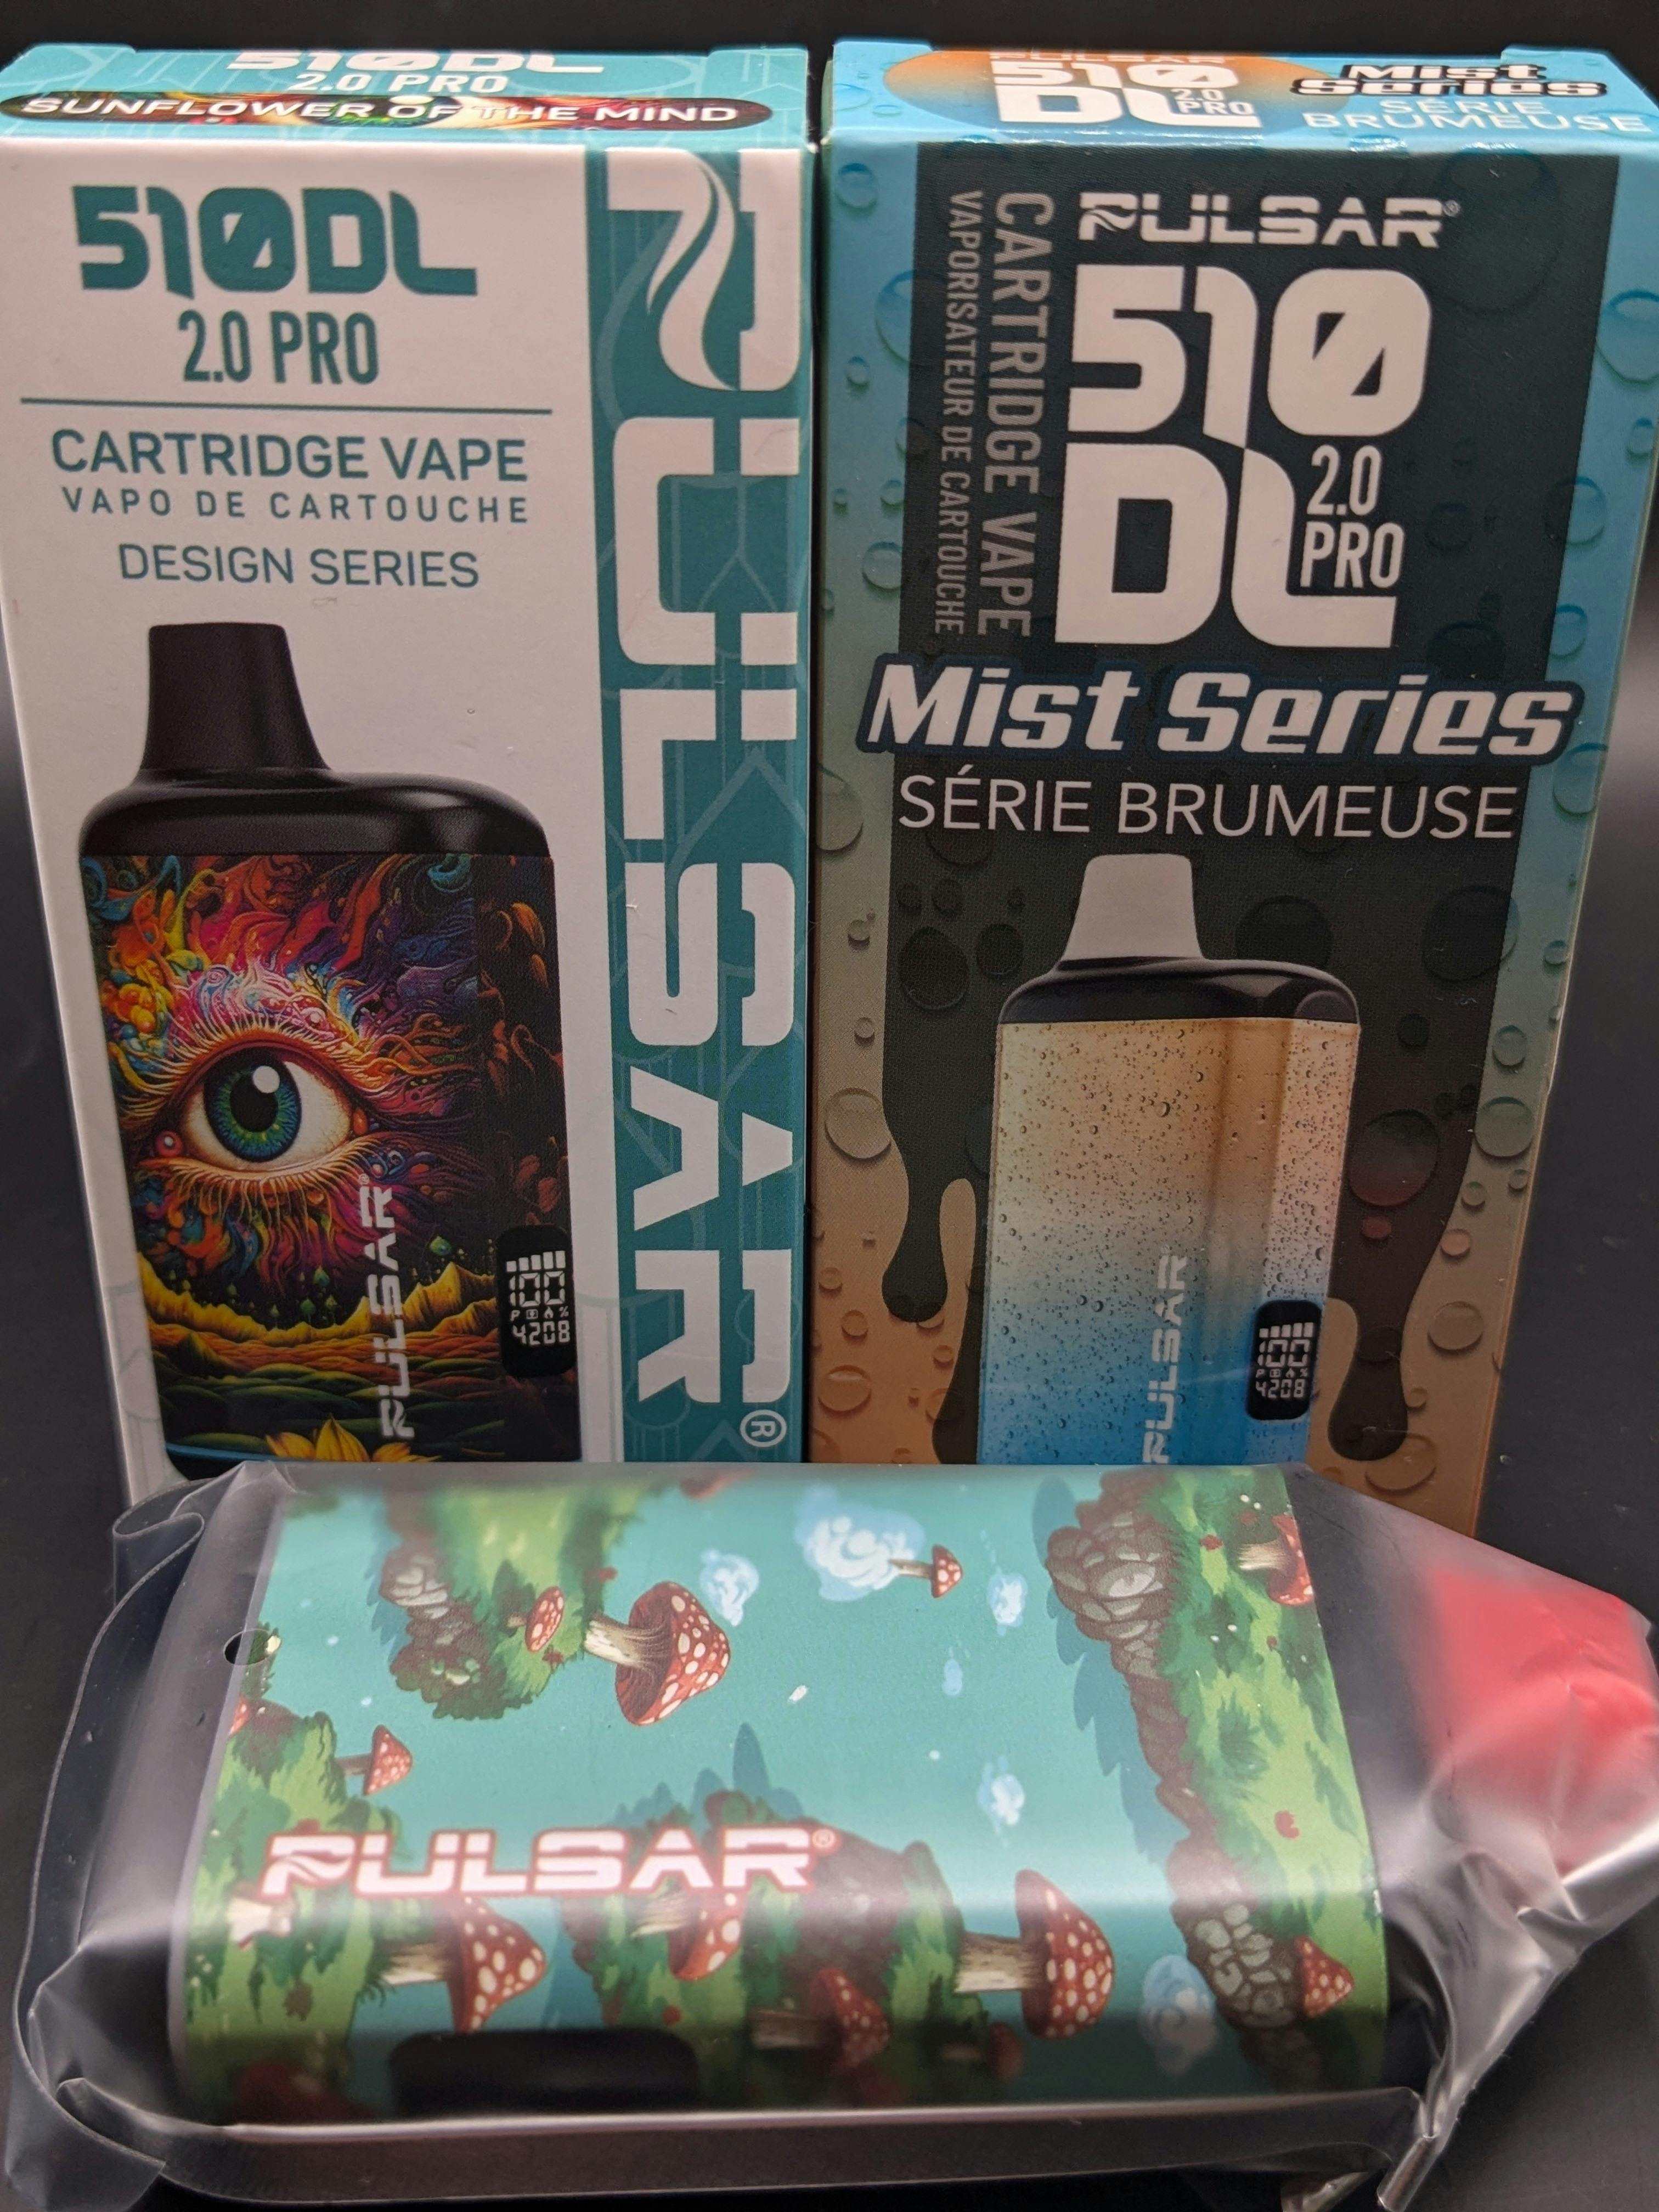 510DL
2.0 PRO
SUNFLOWER OF THE MIND
510DL
2.0 PRO
CARTRIDGE VAPE
VAPO DE CARTOUCHE
DESIGN SERIES
PULSAR®
100
P %
4208
PULSAR®
PULSAR
510
DL 2.0
PRO
Mist
Series
SÉRIE
BRUMEUSE
CARTRIDGE VAPE
VAPORISATEUR DE CARTOUCHE
PULSAR®
510
DL
2.0
PRO
Mist Series
SÉRIE BRUMEUSE
PULSAR
100
P %
4208
PULSAR®